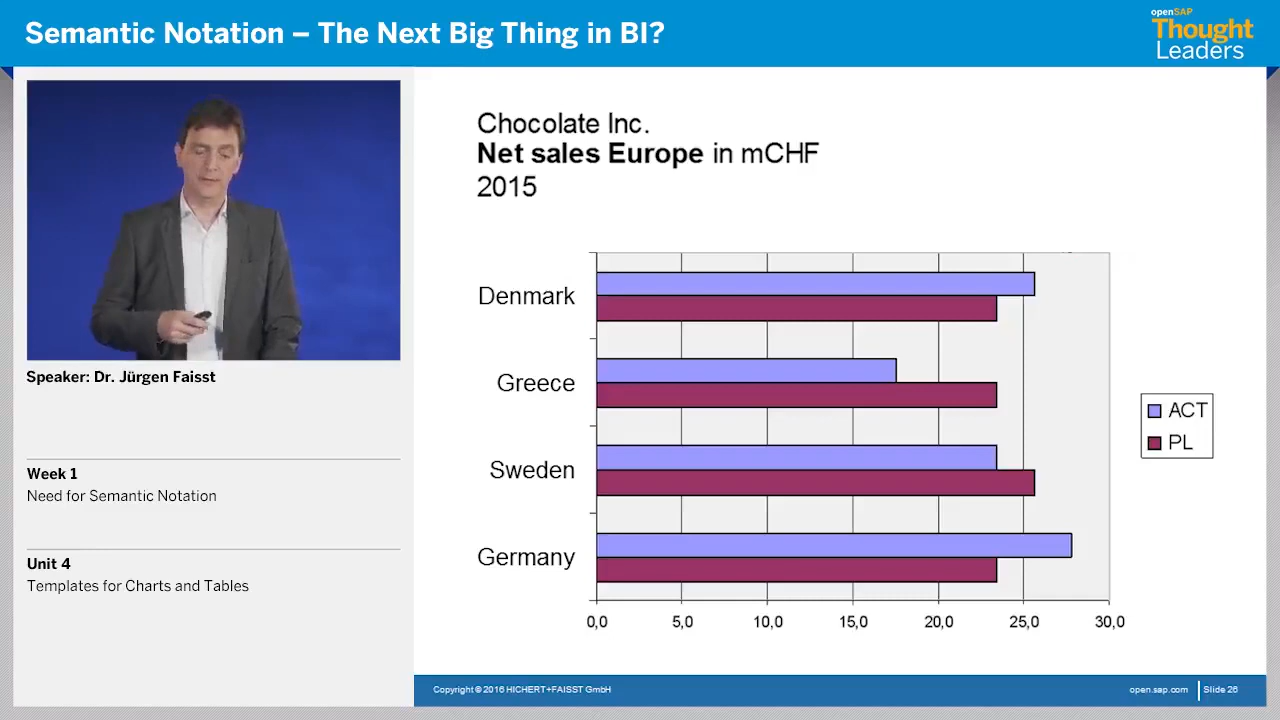 Semantic Notation – The Next Big Thing in BI?
openSAP
Thought
Leaders
Speaker: Dr. Jürgen Faisst
Week 1
Need for Semantic Notation
Unit 4
Templates for Charts and Tables
Chocolate Inc.
Net sales Europe in mCHF
2015
Denmark
Greece
Sweden
Germany
ACT
PL
0,0 5,0 10,0 15,0 20,0 25,0 30,0
Copyright © 2016 HICHERT+FAISST GmbH
open.sap.com Slide 26